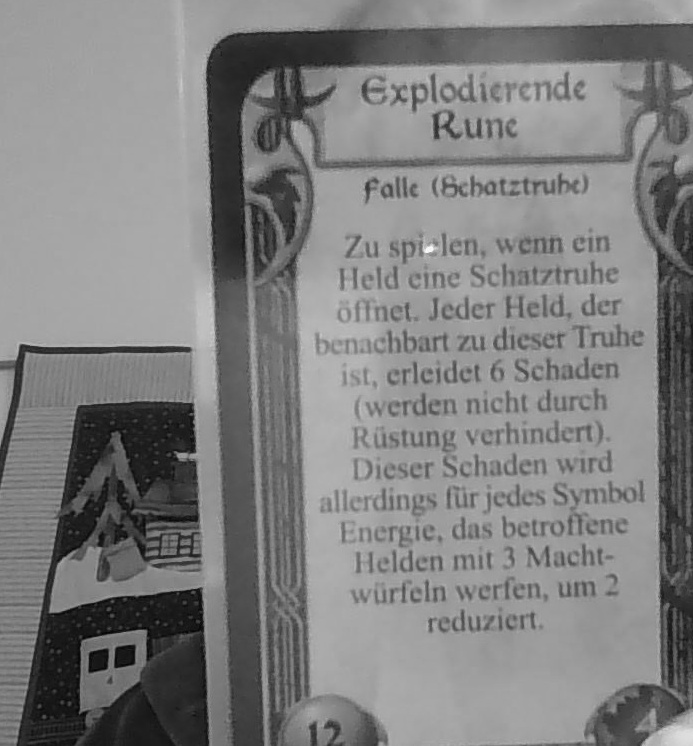 Explodierende
Rune
Falle (Schatztruhe)
Zu spielen, wenn ein
Held eine Schatztruhe
öffnet. Jeder Held, der
benachbart zu dieser Truhe
ist, erleidet 6 Schaden
(werden nicht durch
Rüstung verhindert).
Dieser Schaden wird
allerdings für jedes Symbol
Energie, das betroffene
Helden mit 3 Macht-
würfeln werfen, um 2
reduziert.
12